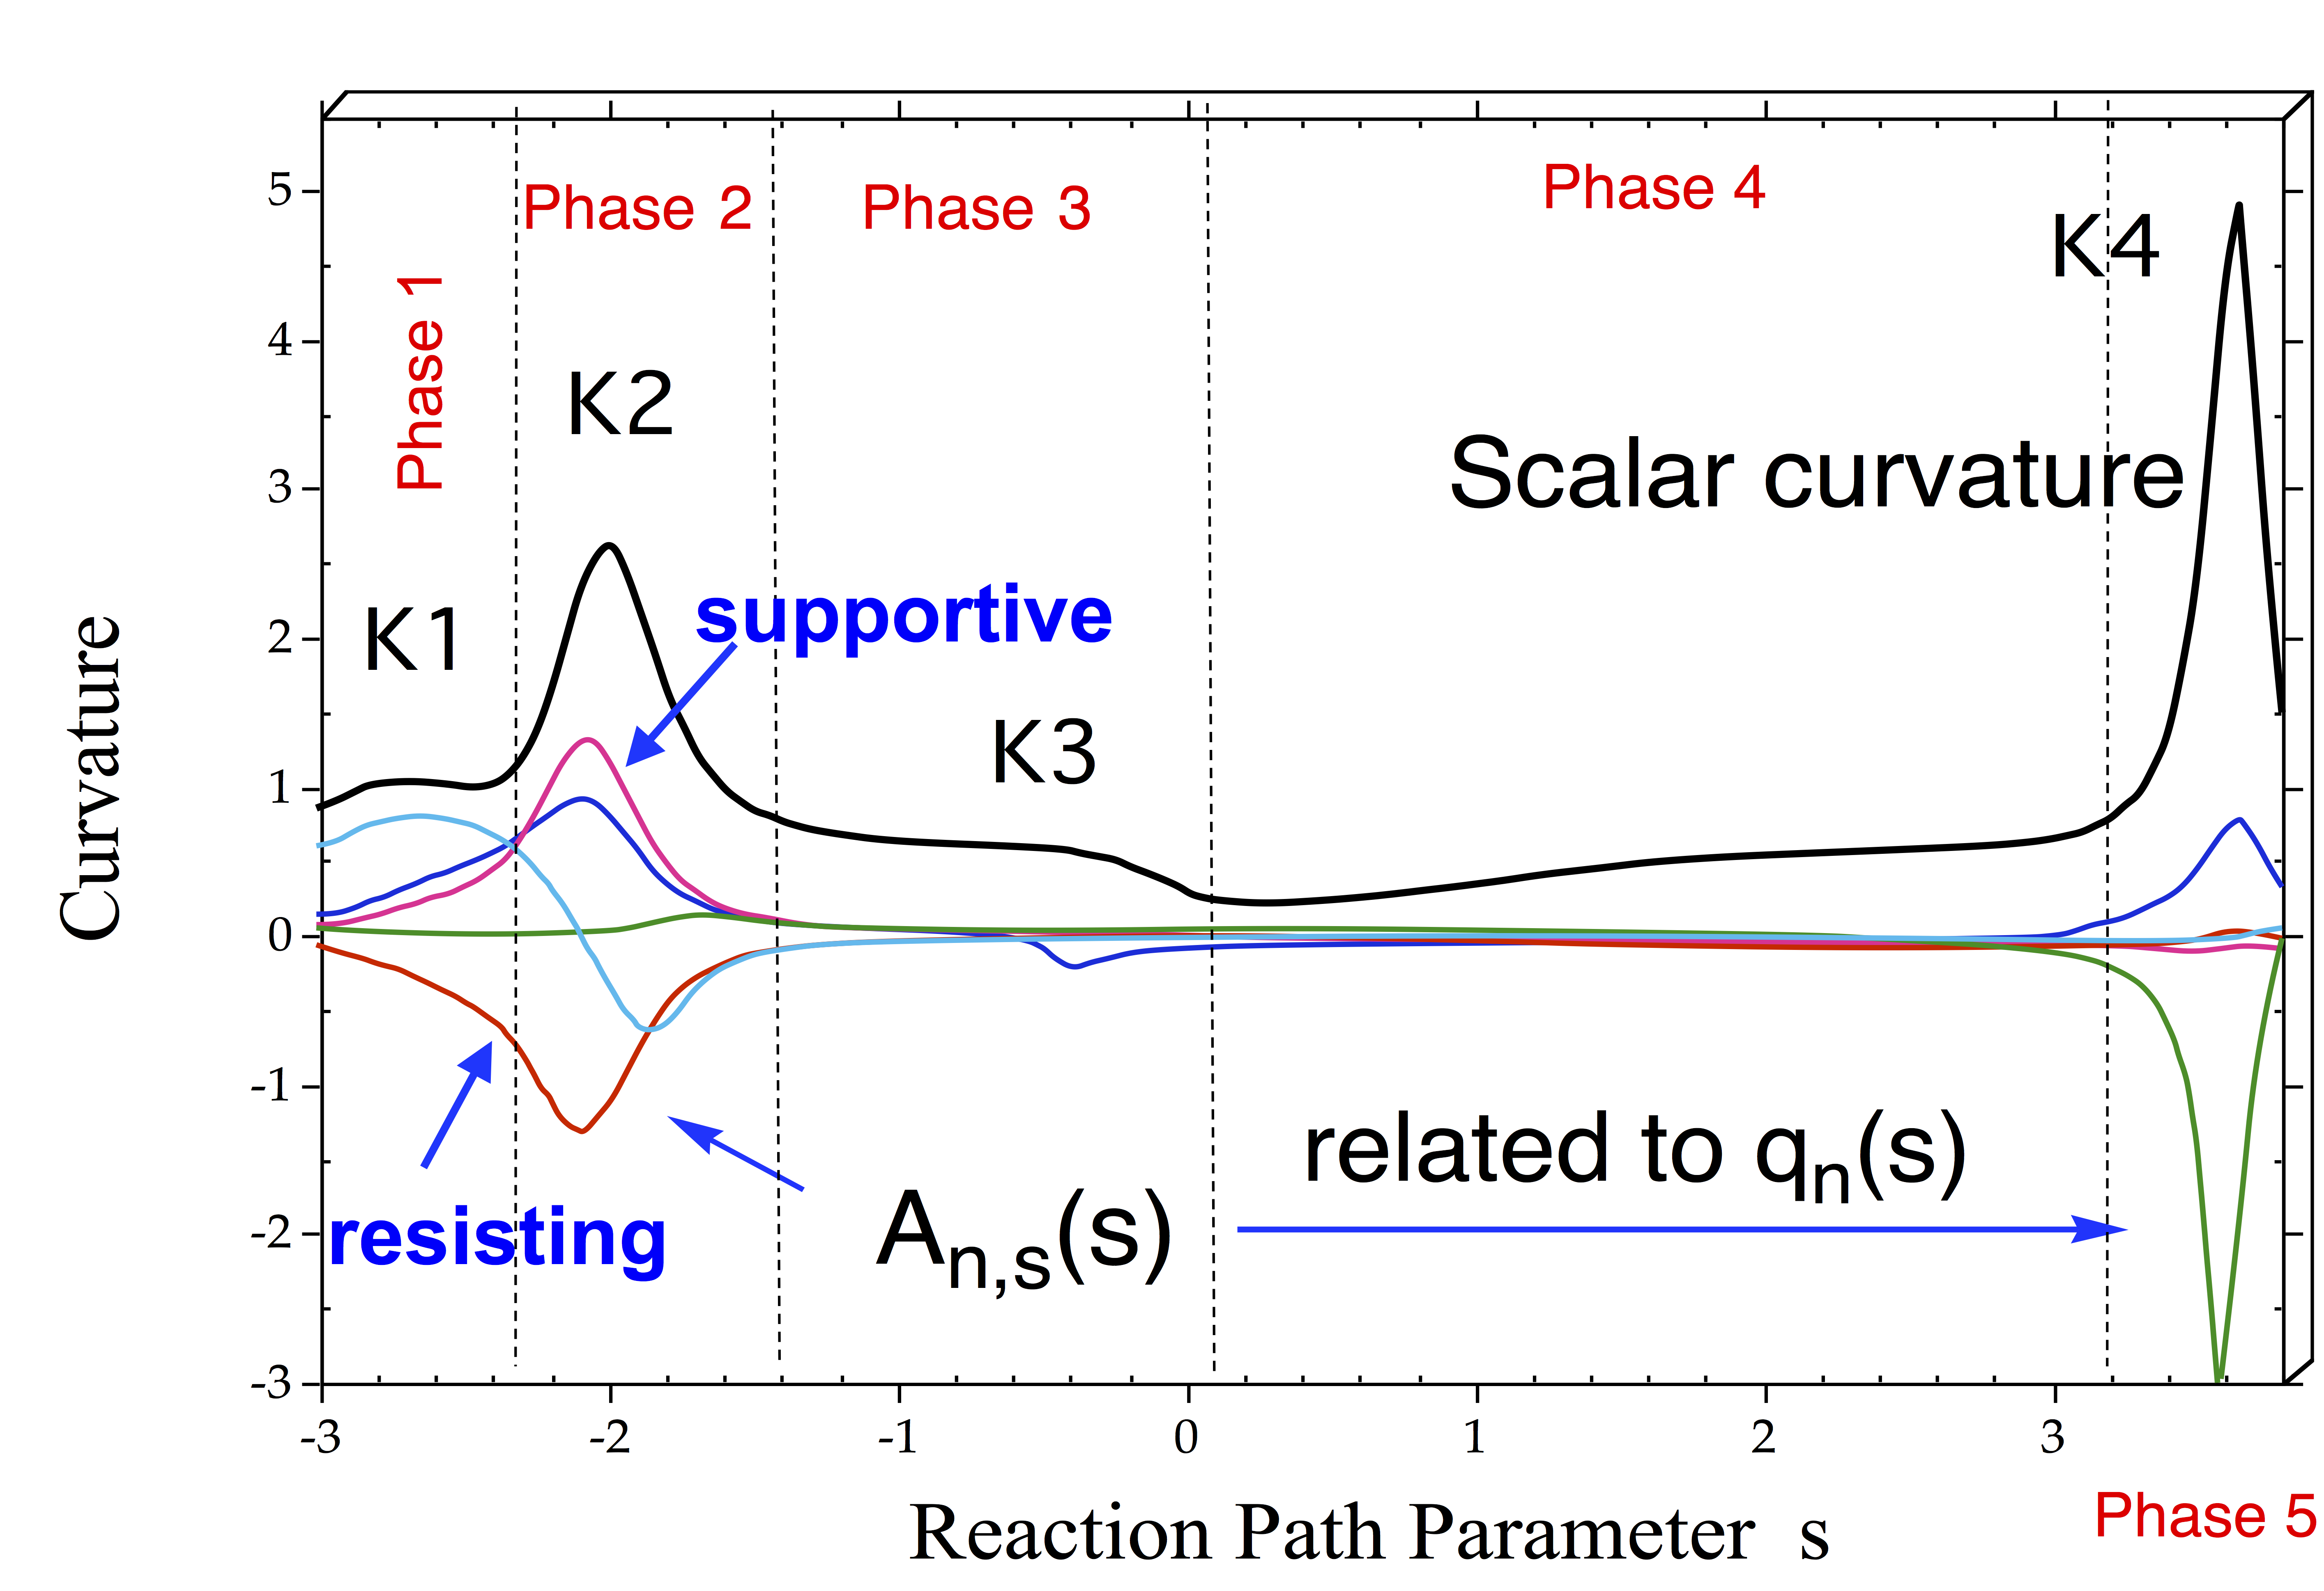 5
4
3
2
1
0
-1
-2
-3
Curvature
Phase 1
Phase 2
Phase 3
Phase 4
K1
K2
K3
K4
Scalar curvature
supportive
resisting
An,s(s)
related to qn(s)
-3 -2 -1 0 1 2 3
Reaction Path Parameter s
Phase 5